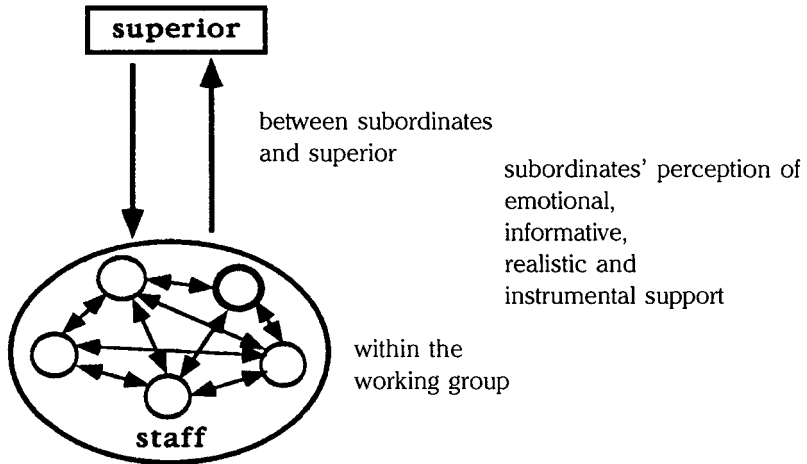 superior
between subordinates
and superior
subordinates' perception of
emotional,
informative,
realistic and
instrumental support
within the
working group
staff